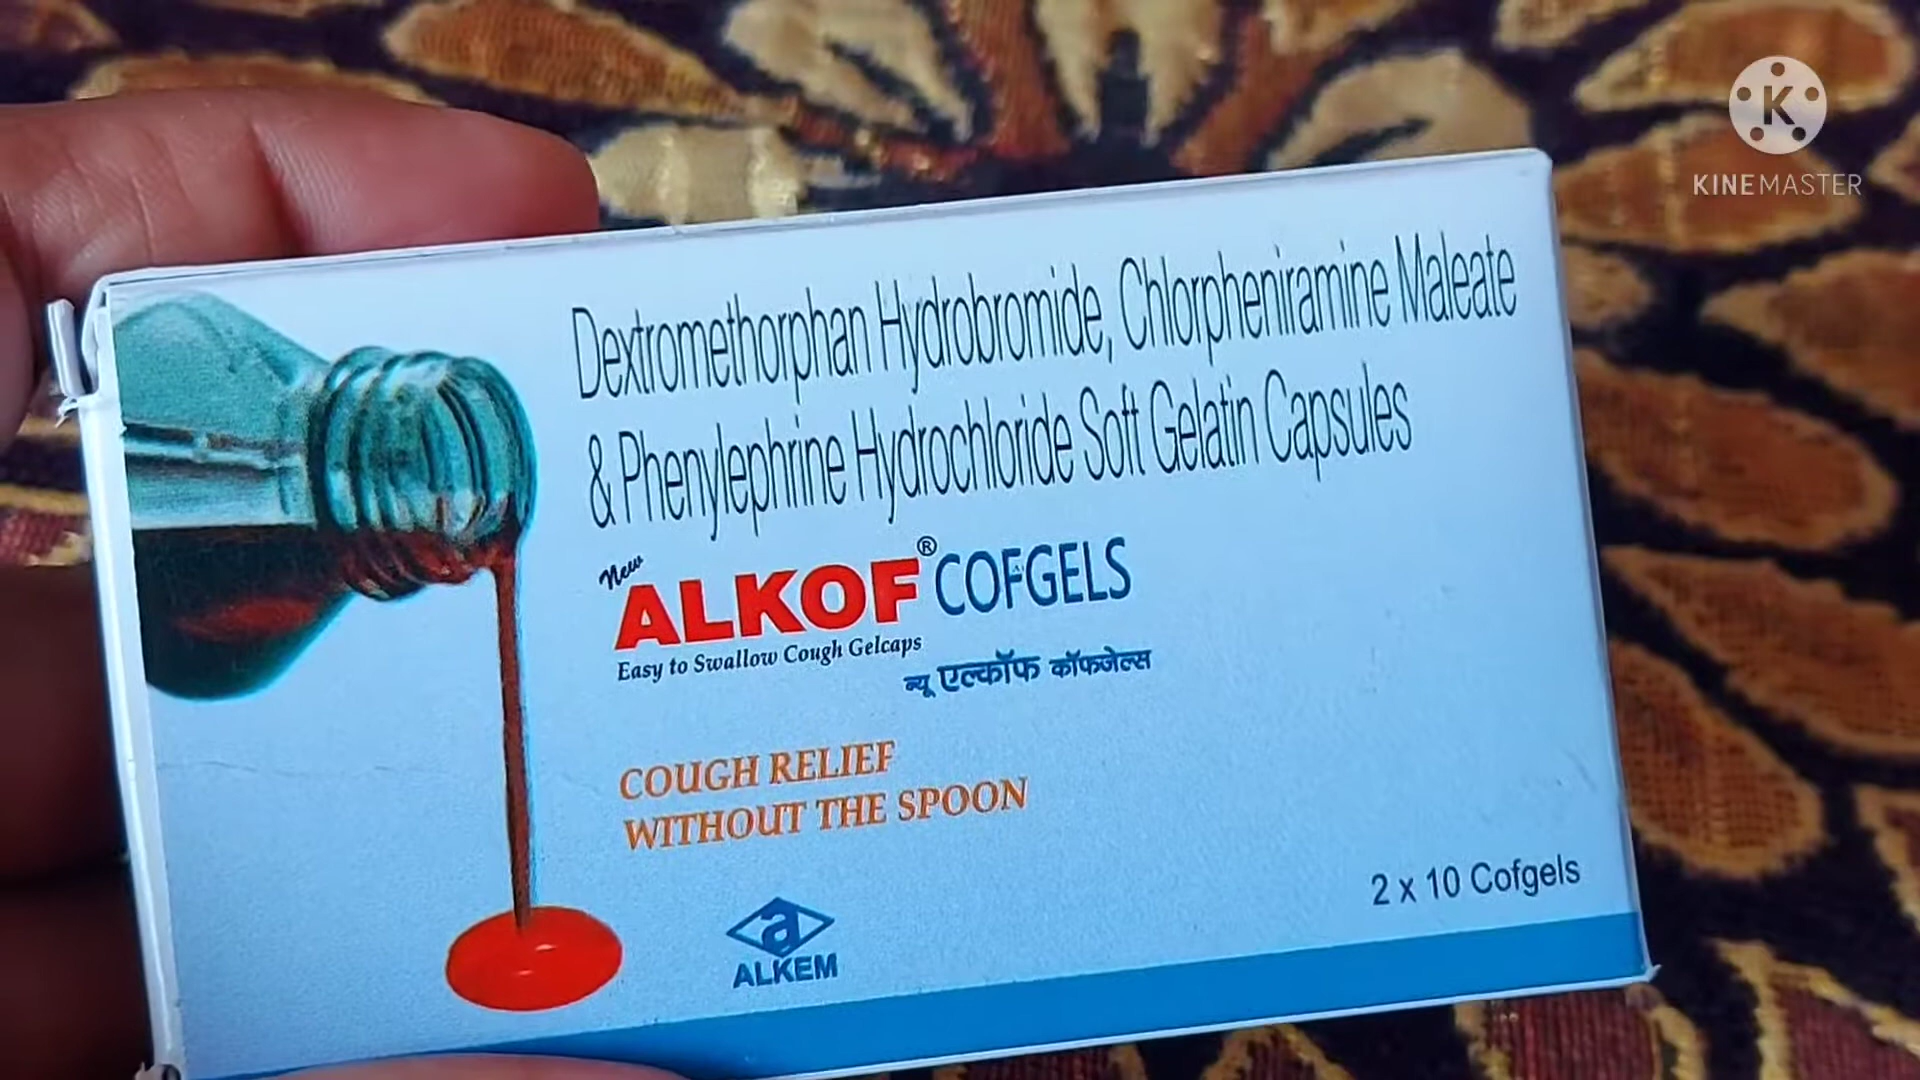 KINEMASTER
Dextromethorphan Hydrobromide, Chlorpheniramine Maleate
& Phenylephrine Hydrochloride Soft Gelatin Capsules
New ALKOF® COFGELS
Easy to Swallow Cough Gelcaps
न्यू एल्कॉफ कॉफजेल्स
COUGH RELIEF
WITHOUT THE SPOON
2 x 10 Cofgels
a
ALKEM